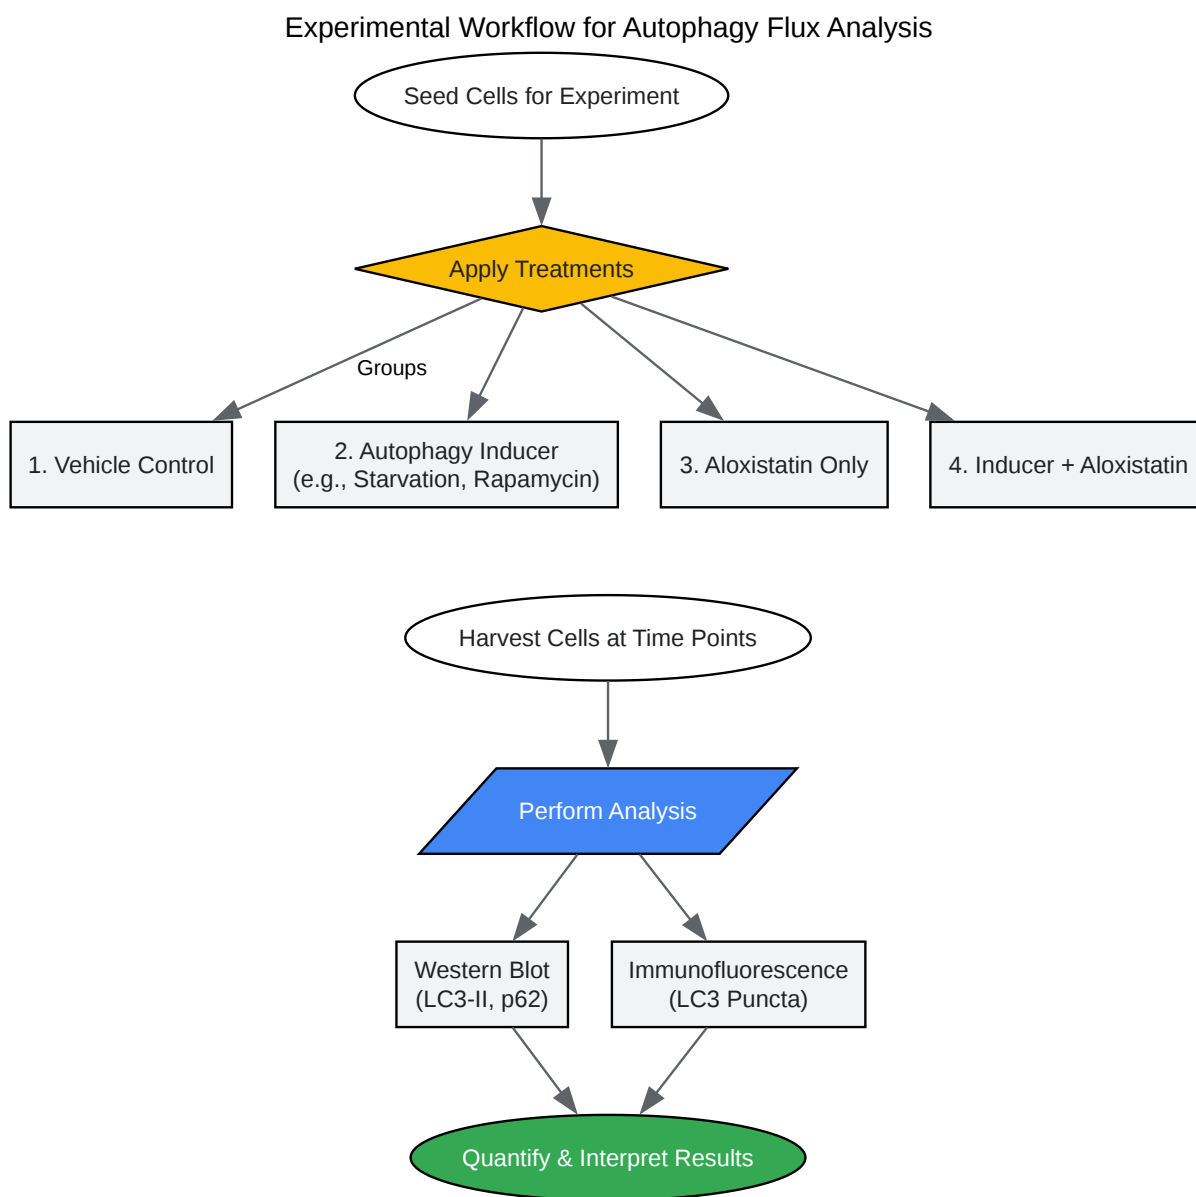 Experimental Workflow for Autophagy Flux Analysis
Seed Cells for Experiment
Apply Treatments
Groups
1. Vehicle Control
2. Autophagy Inducer
(e.g., Starvation, Rapamycin)
3. Aloxistatin Only
4. Inducer + Aloxistatin
Harvest Cells at Time Points
Perform Analysis
Western Blot
(LC3-II, p62)
Immunofluorescence
(LC3 Puncta)
Quantify & Interpret Results